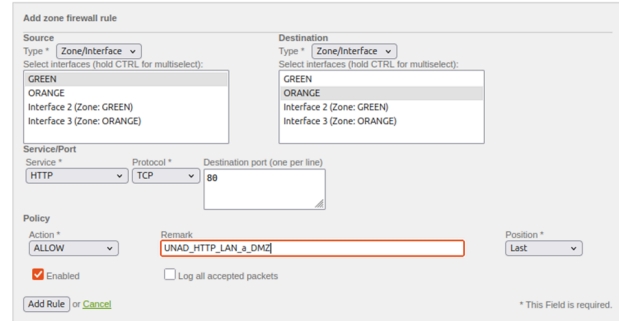 Add zone firewall rule
Source Destination
Type * Zone/Interface Type * Zone/Interface
Select interfaces (hold CTRL for multiselect): Select interfaces (hold CTRL for multiselect):
GREEN GREEN
ORANGE ORANGE
Interface 2 (Zone: GREEN) Interface 2 (Zone: GREEN)
Interface 3 (Zone: ORANGE) Interface 3 (Zone: ORANGE)
Service/Port
Service * Protocol * Destination port (one per line)
HTTP TCP 80
Policy
Action * Remark Position *
ALLOW UNAD_HTTP_LAN_a_DMZ Last
Enabled Log all accepted packets
Add Rule or Cancel * This Field is required.